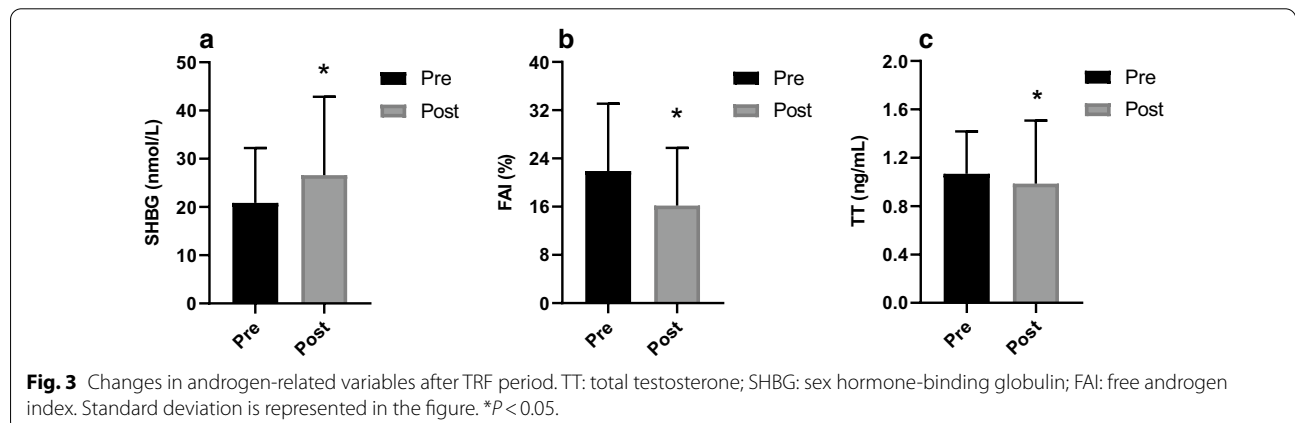 a
SHBG (nmol/L)
50
40
30
20
10
0
Pre
Post
*
Pre
Post
b
FAI (%)
40
32
24
16
8
0
Pre
Post
*
Pre
Post
c
TT (ng/mL)
2.0
1.6
1.2
0.8
0.4
0.0
Pre
Post
*
Pre
Post
Fig. 3 Changes in androgen-related variables after TRF period. TT: total testosterone; SHBG: sex hormone-binding globulin; FAI: free androgen
index. Standard deviation is represented in the figure. *P < 0.05.